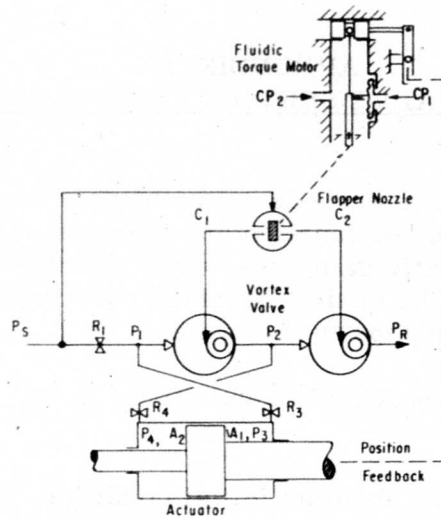 Fluidic
Torque Motor
CP2
CP1
Flapper Nozzle
C1
C2
Vortex
Valve
PS
R1
P1
P2
PR
R4
R3
P4, A2
A1, P3
Position
Feedback
Actuator